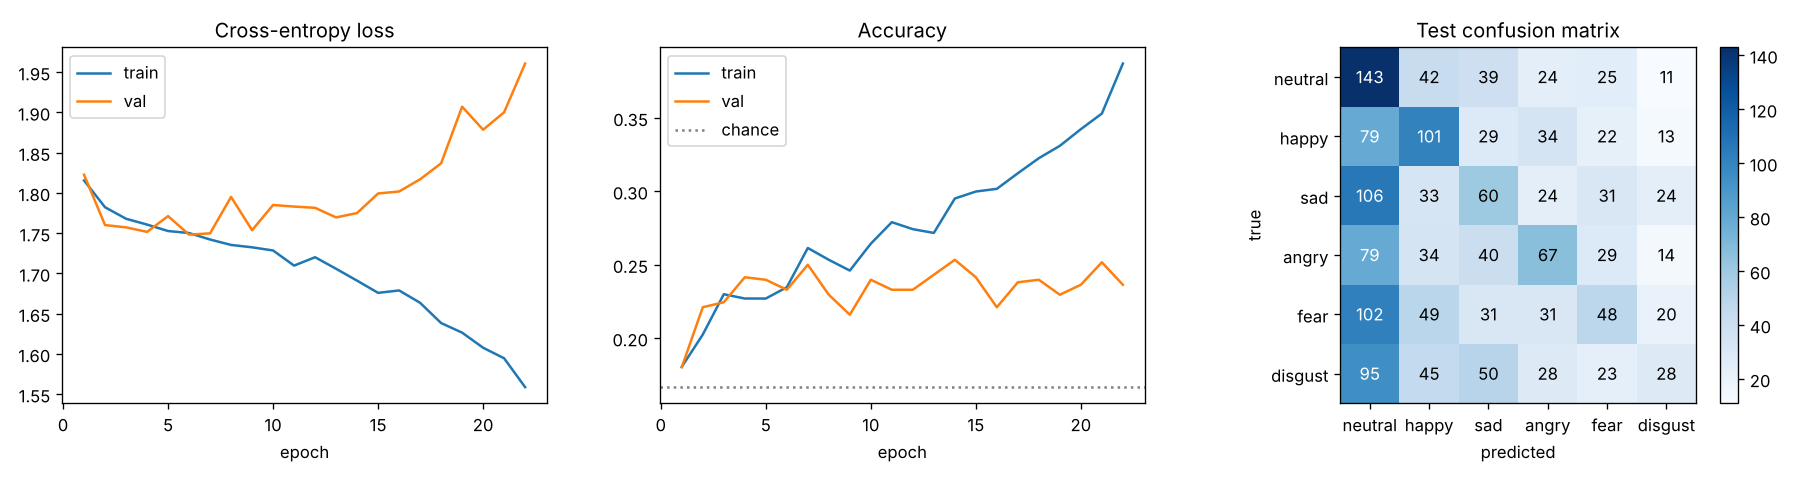 Cross-entropy loss
train
val
1.95
1.90
1.85
1.80
1.75
1.70
1.65
1.60
1.55
0 5 10 15 20
epoch
Accuracy
train
val
chance
0.35
0.30
0.25
0.20
0 5 10 15 20
epoch
Test confusion matrix
true
neutral 143 42 39 24 25 11
happy 79 101 29 34 22 13
sad 106 33 60 24 31 24
angry 79 34 40 67 29 14
fear 102 49 31 31 48 20
disgust 95 45 50 28 23 28
neutral happy sad angry fear disgust
predicted
140
120
100
80
60
40
20